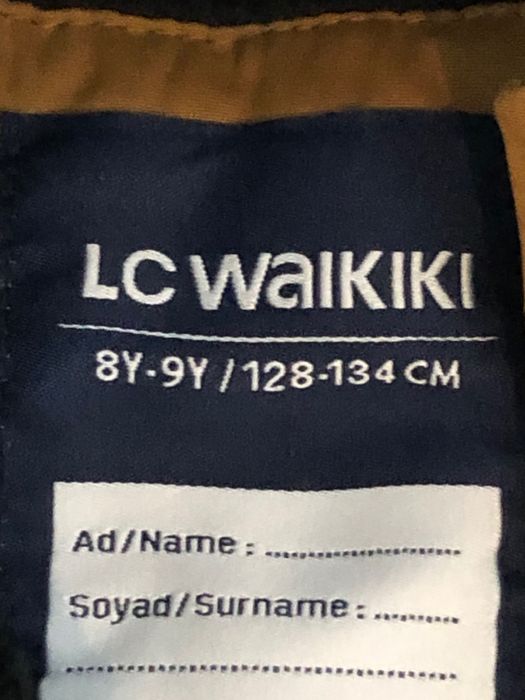 LC WAIKIKI
8Y-9Y / 128-134 CM
Ad/Name : ........................
Soyad/Surname : ..........
................................................